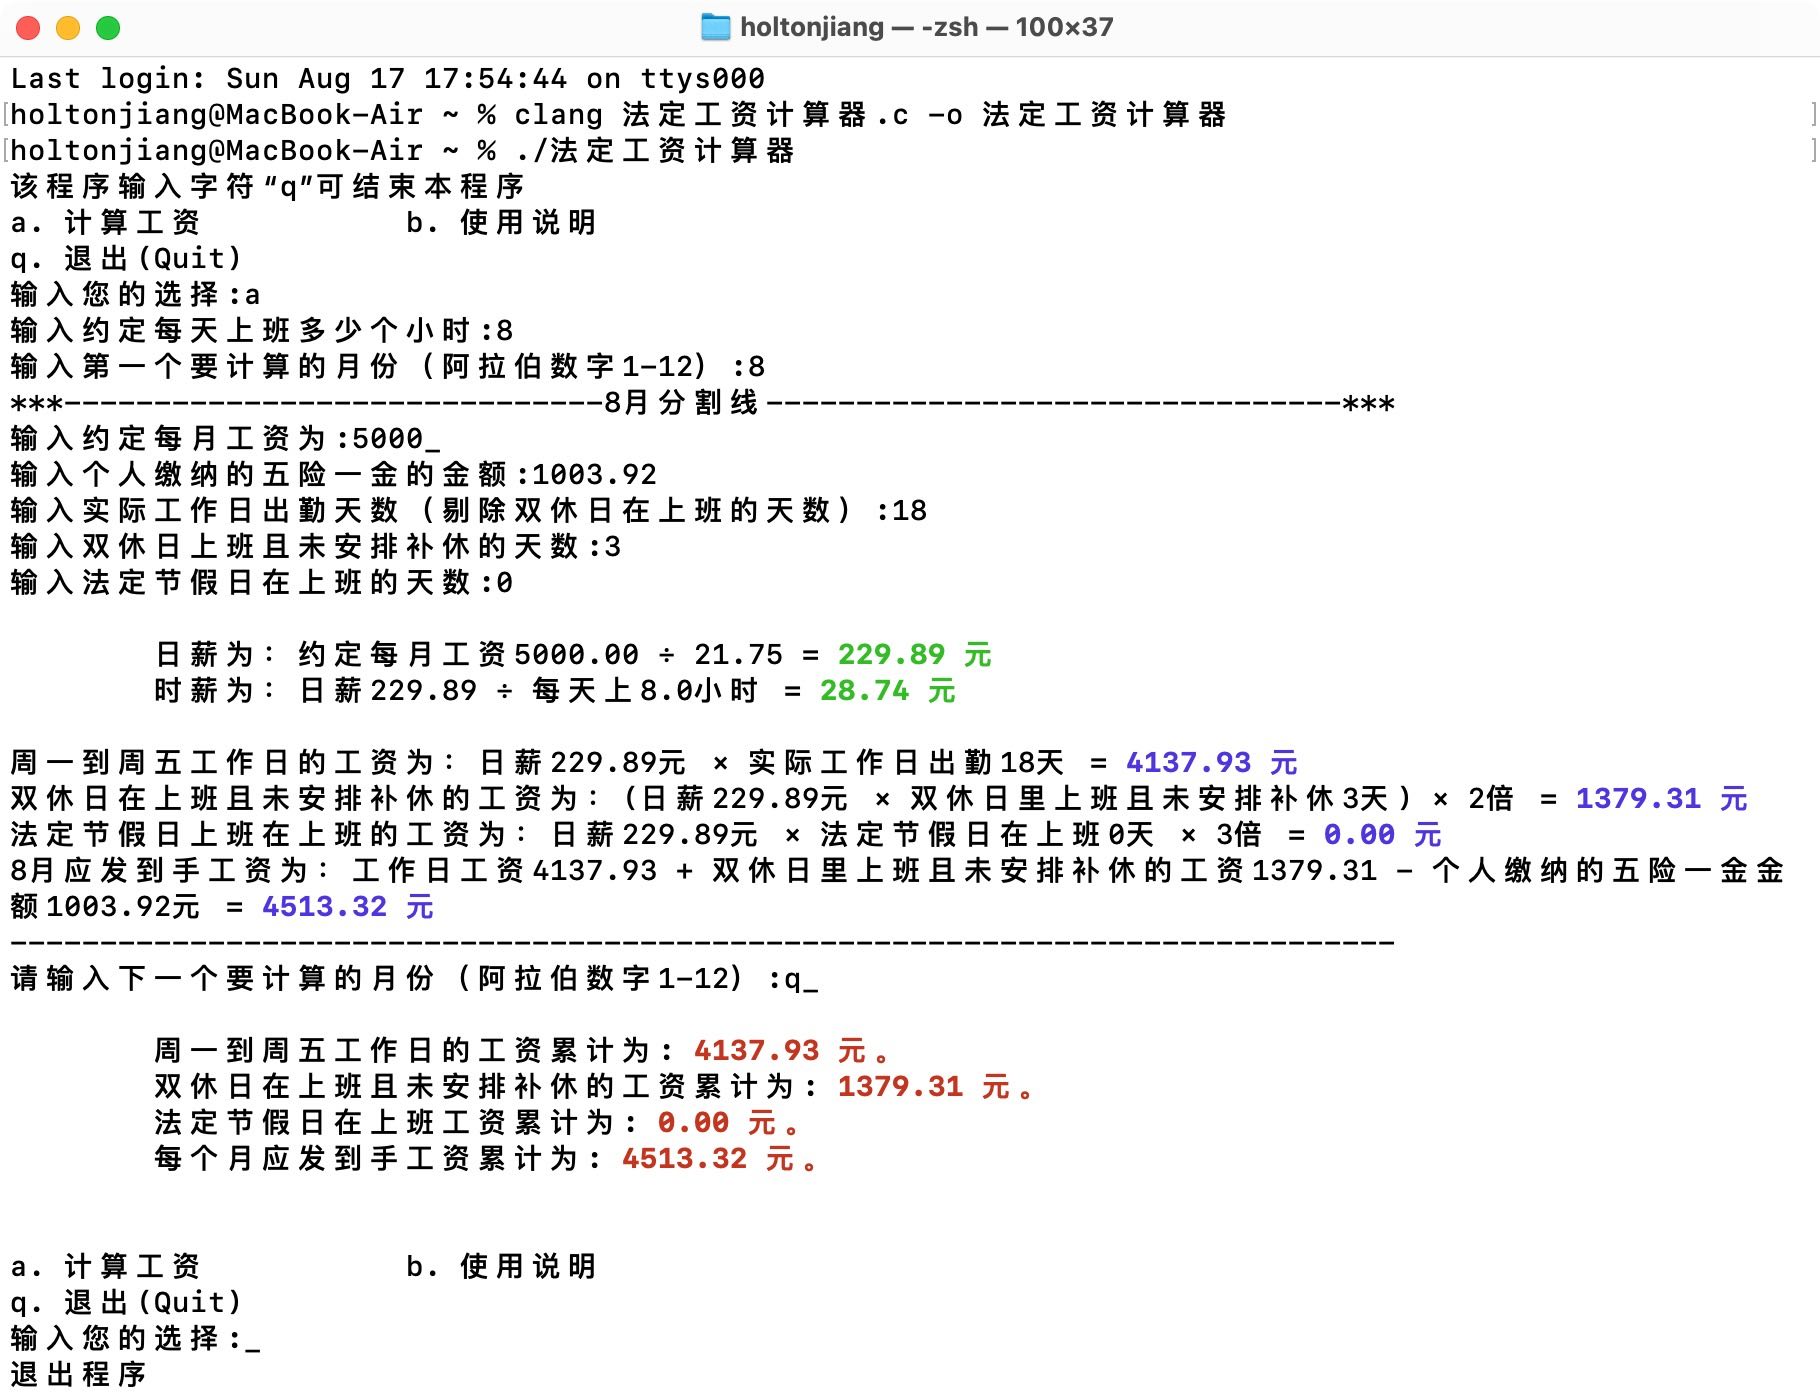 holtonjiang — -zsh — 100×37
Last login: Sun Aug 17 17:54:44 on ttys000
[holtonjiang@MacBook-Air ~ % clang 法定工资计算器.c -o 法定工资计算器 ]
[holtonjiang@MacBook-Air ~ % ./法定工资计算器 ]
该程序输入字符“q”可结束本程序
a. 计算工资 b. 使用说明
q. 退出(Quit)
输入您的选择:a
输入约定每天上班多少个小时:8
输入第一个要计算的月份（阿拉伯数字1-12）:8
***------------------------------8月分割线--------------------------------***
输入约定每月工资为:5000_
输入个人缴纳的五险一金的金额:1003.92
输入实际工作日出勤天数（剔除双休日在上班的天数）:18
输入双休日上班且未安排补休的天数:3
输入法定节假日在上班的天数:0
日薪为：约定每月工资5000.00 ÷ 21.75 = 229.89 元
时薪为：日薪229.89 ÷ 每天上8.0小时 = 28.74 元
周一到周五工作日的工资为：日薪229.89元 × 实际工作日出勤18天 = 4137.93 元
双休日在上班且未安排补休的工资为：（日薪229.89元 × 双休日里上班且未安排补休3天）× 2倍 = 1379.31 元
法定节假日上班在上班的工资为：日薪229.89元 × 法定节假日在上班0天 × 3倍 = 0.00 元
8月应发到手工资为：工作日工资4137.93 + 双休日里上班且未安排补休的工资1379.31 - 个人缴纳的五险一金金
额1003.92元 = 4513.32 元
-----------------------------------------------------------------------------
请输入下一个要计算的月份（阿拉伯数字1-12）:q_
周一到周五工作日的工资累计为：4137.93 元。
双休日在上班且未安排补休的工资累计为：1379.31 元。
法定节假日在上班工资累计为：0.00 元。
每个月应发到手工资累计为：4513.32 元。
a. 计算工资 b. 使用说明
q. 退出(Quit)
输入您的选择:_
退出程序